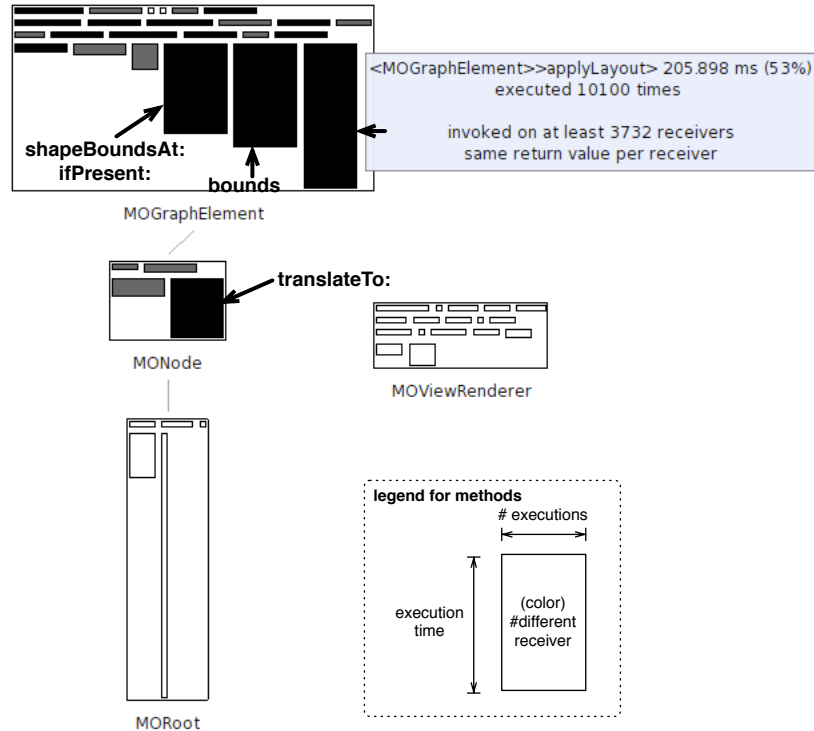 <MOGraphElement>>applyLayout> 205.898 ms (53%)
executed 10100 times
invoked on at least 3732 receivers
same return value per receiver
shapeBoundsAt:
ifPresent:
bounds
MOGraphElement
translateTo:
MONode
MOViewRenderer
legend for methods
# executions
execution
time
(color)
#different
receiver
MORoot